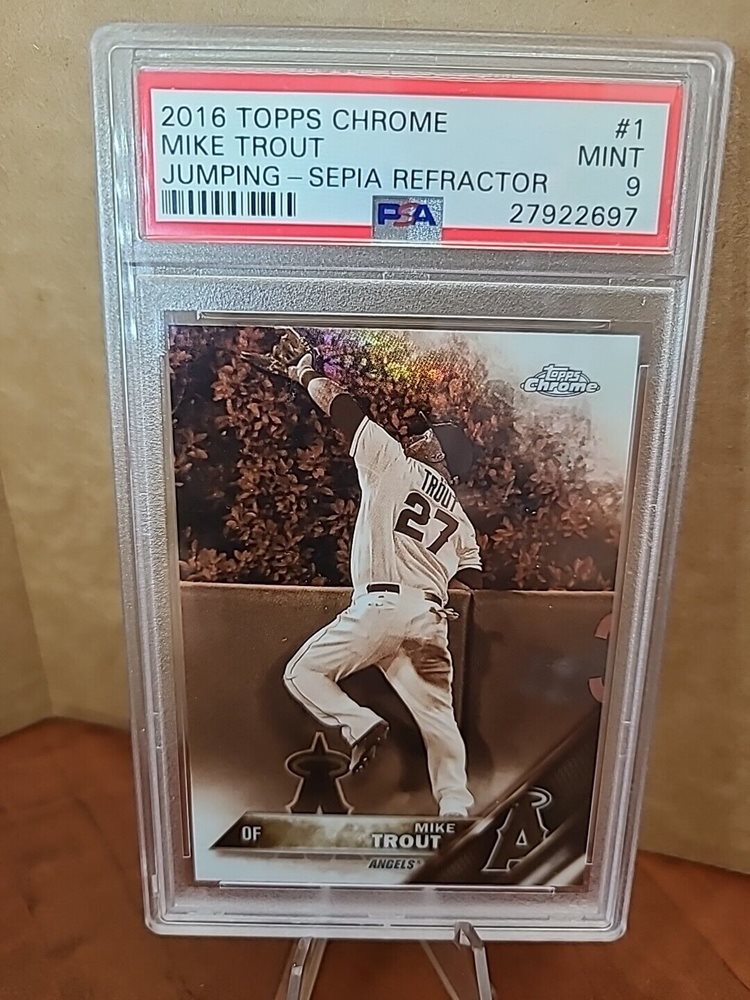 2016 TOPPS CHROME #1
MIKE TROUT MINT
JUMPING – SEPIA REFRACTOR 9
PSA 27922697
Topps
Chrome
TROUT
27
OF
MIKE
TROUT
ANGELS
A